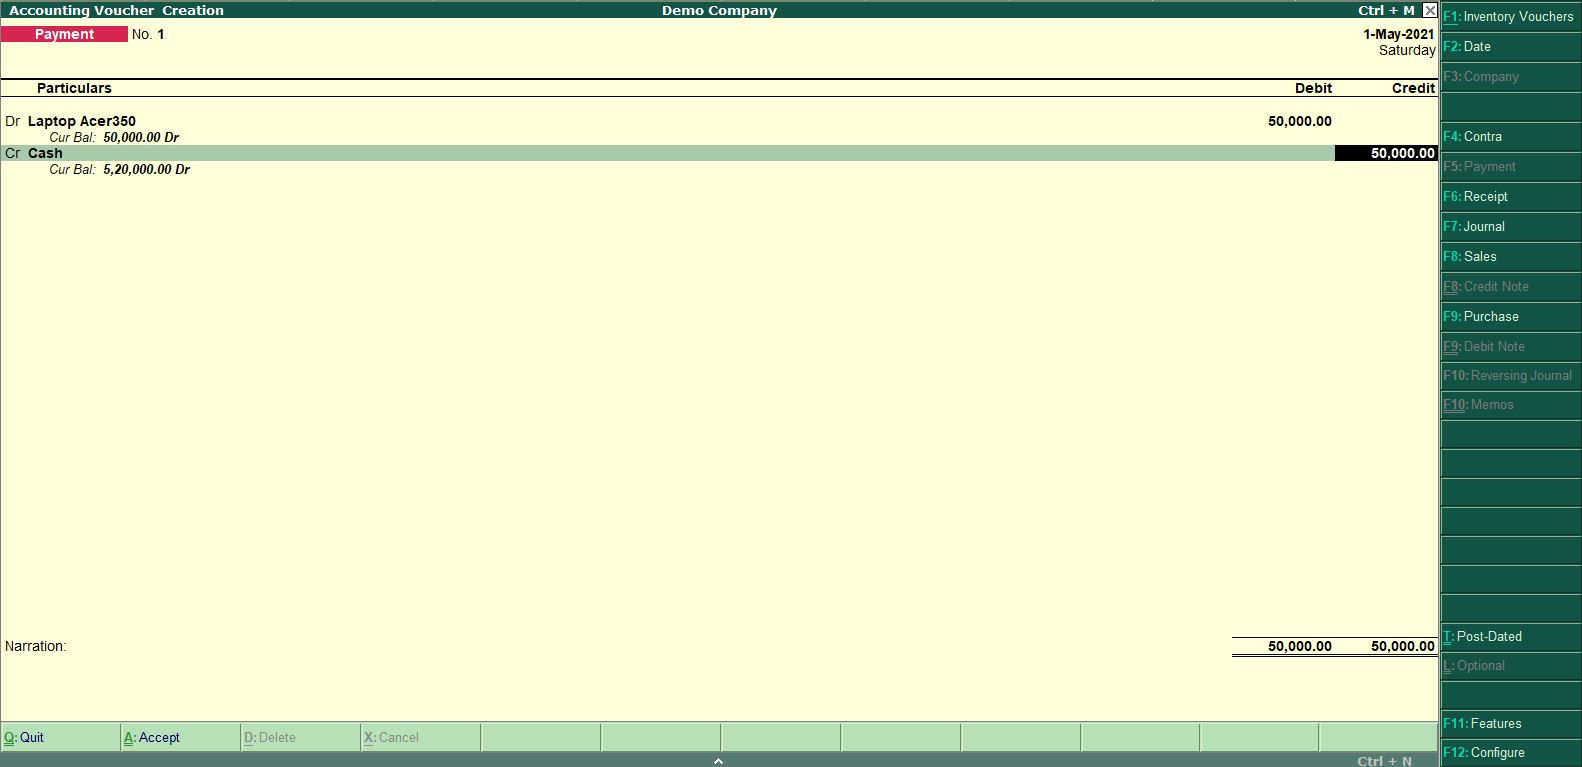 Accounting Voucher Creation Demo Company Ctrl + M
Payment No. 1 1-May-2021
Saturday
Particulars Debit Credit
Dr Laptop Acer350 50,000.00
Cur Bal: 50,000.00 Dr
Cr Cash 50,000.00
Cur Bal: 5,20,000.00 Dr
Narration: 50,000.00 50,000.00
Q: Quit A: Accept D: Delete X: Cancel
Ctrl + N
F1: Inventory Vouchers
F2: Date
F3: Company
F4: Contra
F5: Payment
F6: Receipt
F7: Journal
F8: Sales
F8: Credit Note
F9: Purchase
F9: Debit Note
F10: Reversing Journal
F10: Memos
T: Post-Dated
L: Optional
F11: Features
F12: Configure